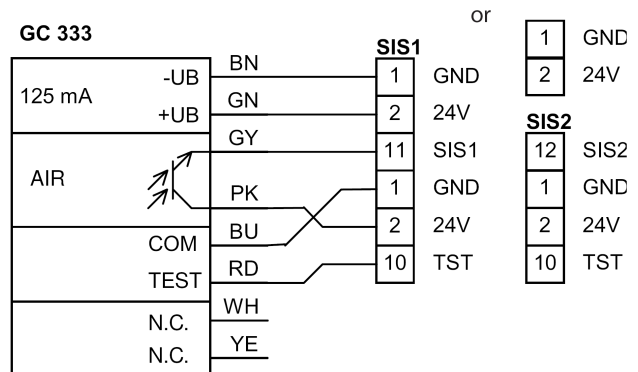 or
GC 333
SIS1
1 GND
2 24V
SIS2
125 mA
-UB BN 1 GND
+UB GN 2 24V
AIR
GY 11 SIS1 12 SIS2
PK 1 GND 1 GND
COM BU 2 24V 2 24V
TEST RD 10 TST 10 TST
N.C. WH
N.C. YE